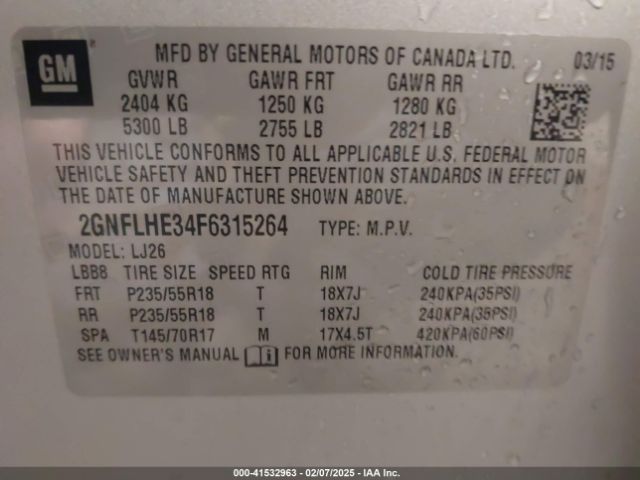 GM ®
MFD BY GENERAL MOTORS OF CANADA LTD. 03/15
GVWR GAWR FRT GAWR RR
2404 KG 1250 KG 1280 KG
5300 LB 2755 LB 2821 LB
THIS VEHICLE CONFORMS TO ALL APPLICABLE U.S. FEDERAL MOTOR
VEHICLE SAFETY AND THEFT PREVENTION STANDARDS IN EFFECT ON
THE DATE OF MANUFACTURE SHOWN ABOVE.
2GNFLHE34F6315264 TYPE: M.P.V.
MODEL: LJ26
LBB8 TIRE SIZE SPEED RTG RIM COLD TIRE PRESSURE
FRT P235/55R18 T 18X7J 240KPA(35PSI)
RR P235/55R18 T 18X7J 240KPA(35PSI)
SPA T145/70R17 M 17X4.5T 420KPA(60PSI)
SEE OWNER'S MANUAL FOR MORE INFORMATION.
000-41532963 - 02/07/2025 - IAA Inc.